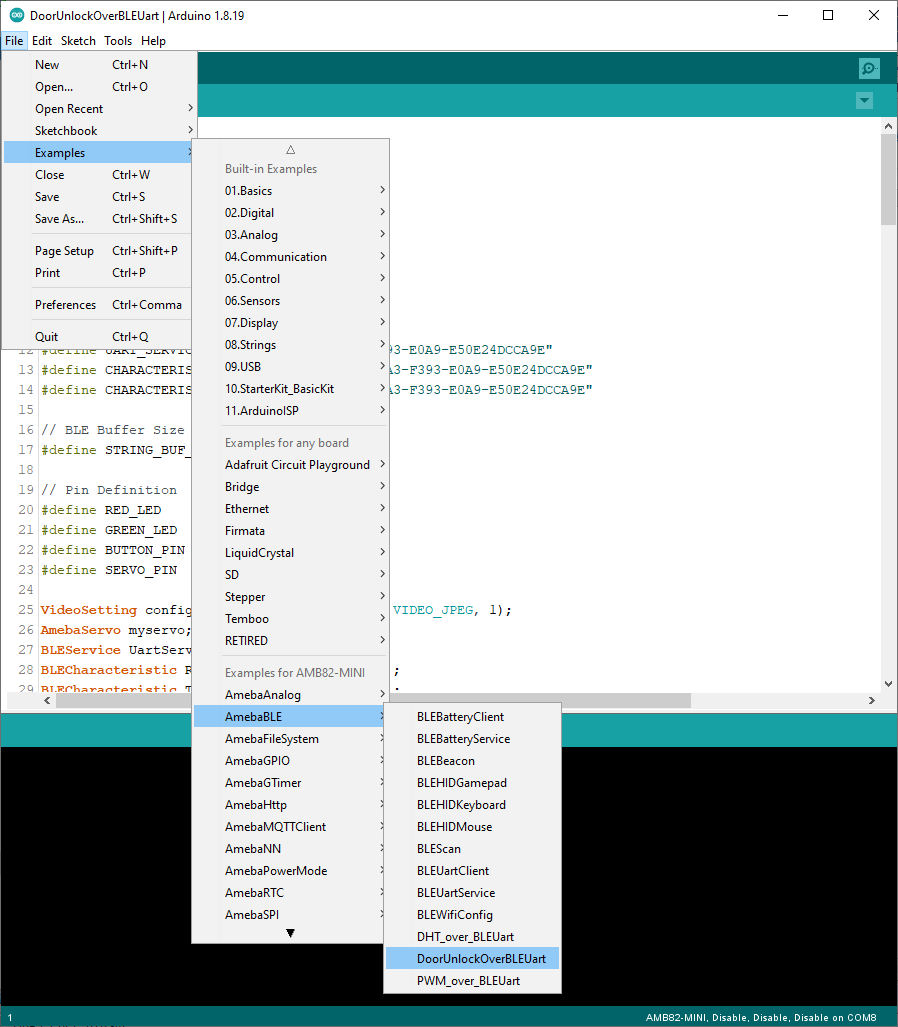 DoorUnlockOverBLEUart | Arduino 1.8.19
File Edit Sketch Tools Help
New Ctrl+N
Open... Ctrl+O
Open Recent
Sketchbook
Examples
Close Ctrl+W
Save Ctrl+S
Save As... Ctrl+Shift+S
Page Setup Ctrl+Shift+P
Print Ctrl+P
Preferences Ctrl+Comma
Quit Ctrl+Q
Built-in Examples
01.Basics
02.Digital
03.Analog
04.Communication
05.Control
06.Sensors
07.Display
08.Strings
09.USB
10.StarterKit_BasicKit
11.ArduinoISP
Examples for any board
Adafruit Circuit Playground
Bridge
Ethernet
Firmata
LiquidCrystal
SD
Stepper
Temboo
RETIRED
Examples for AMB82-MINI
AmebaAnalog
AmebaBLE
AmebaFileSystem
AmebaGPIO
AmebaGTimer
AmebaHttp
AmebaMQTTClient
AmebaNN
AmebaPowerMode
AmebaRTC
AmebaSPI
BLEBatteryClient
BLEBatteryService
BLEBeacon
BLEHIDGamepad
BLEHIDKeyboard
BLEHIDMouse
BLEScan
BLEUartClient
BLEUartService
BLEWifiConfig
DHT_over_BLEUart
DoorUnlockOverBLEUart
PWM_over_BLEUart
12 #define UART_SERVIC 93-E0A9-E50E24DCCA9E"
13 #define CHARACTERIS A3-F393-E0A9-E50E24DCCA9E"
14 #define CHARACTERIS A3-F393-E0A9-E50E24DCCA9E"
15
16 // BLE Buffer Size
17 #define STRING_BUF_
18
19 // Pin Definition
20 #define RED_LED
21 #define GREEN_LED
22 #define BUTTON_PIN
23 #define SERVO_PIN
24
25 VideoSetting config VIDEO_JPEG, 1);
26 AmebaServo myservo;
27 BLEService UartServ
28 BLECharacteristic R ;
29 BLECharacteristic T ;
1 AMB82-MINI, Disable, Disable, Disable on COM8